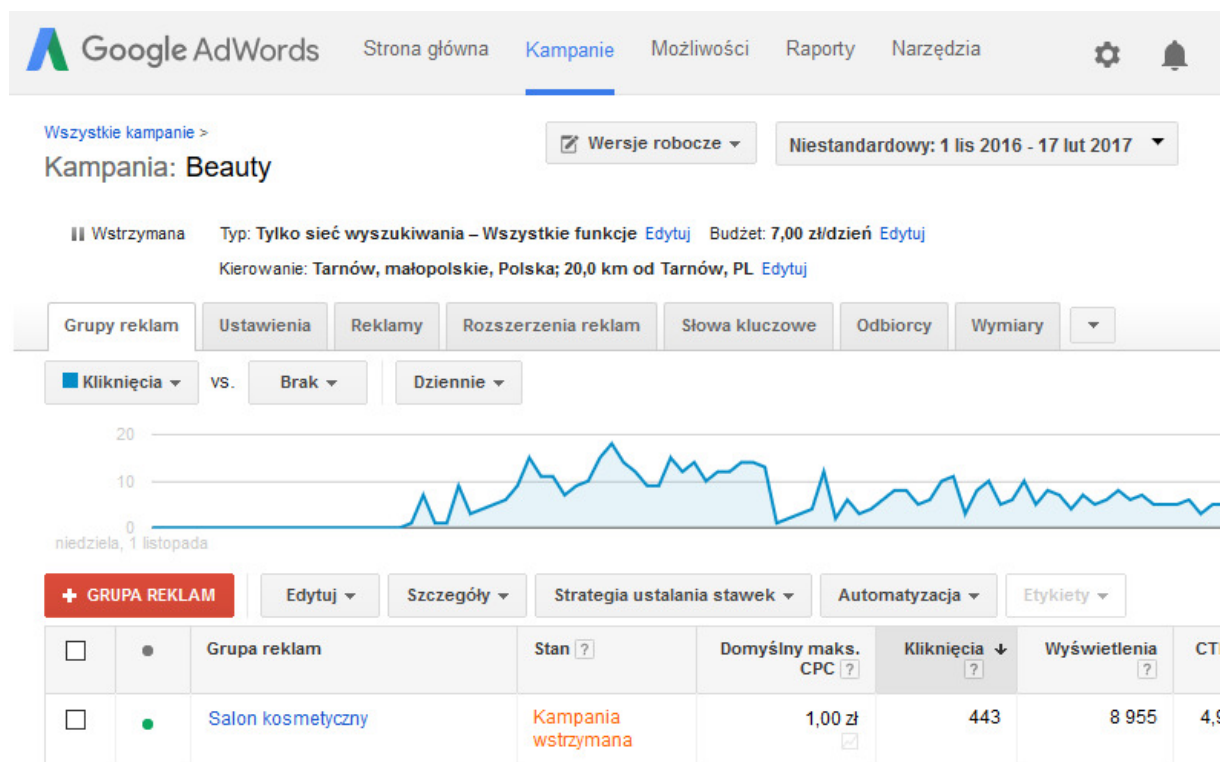 Google AdWords Strona główna Kampanie Możliwości Raporty Narzędzia
Wszystkie kampanie >
Kampania: Beauty
Wersje robocze
Niestandardowy: 1 lis 2016 - 17 lut 2017
Wstrzymana Typ: Tylko sieć wyszukiwania – Wszystkie funkcje Edytuj Budżet: 7,00 zł/dzień Edytuj
Kierowanie: Tarnów, małopolskie, Polska; 20,0 km od Tarnów, PL Edytuj
Grupy reklam Ustawienia Reklamy Rozszerzenia reklam Słowa kluczowe Odbiorcy Wymiary
Kliknięcia vs. Brak Dziennie
20
10
0
niedziela, 1 listopada
+ GRUPA REKLAM Edytuj Szczegóły Strategia ustalania stawek Automatyzacja Etykiety
Grupa reklam Stan ? Domyślny maks. Kliknięcia Wyświetlenia
CPC ? ? ?
Salon kosmetyczny Kampania 1,00 zł 443 8 955
wstrzymana